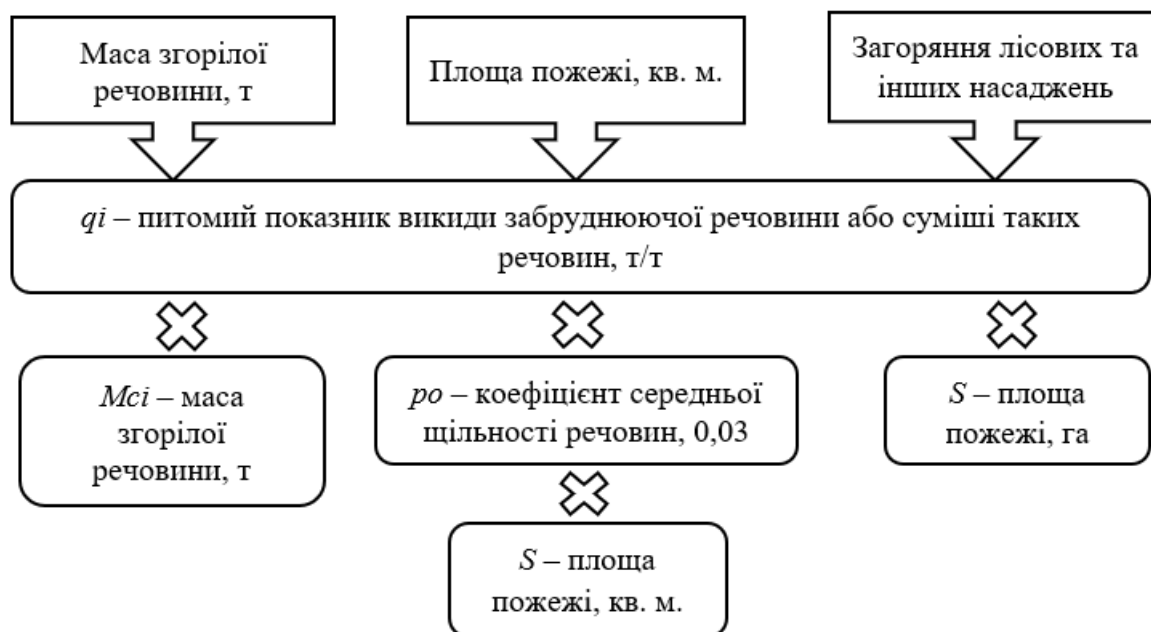 Маса згорілої
речовини, т
Площа пожежі, кв. м.
Загоряння лісових та
інших насаджень
qi – питомий показник викиди забруднюючої речовини або суміші таких
речовин, т/т
Mci – маса
згорілої
речовини, т
po – коефіцієнт середньої
щільності речовин, 0,03
S – площа
пожежі, га
S – площа
пожежі, кв. м.